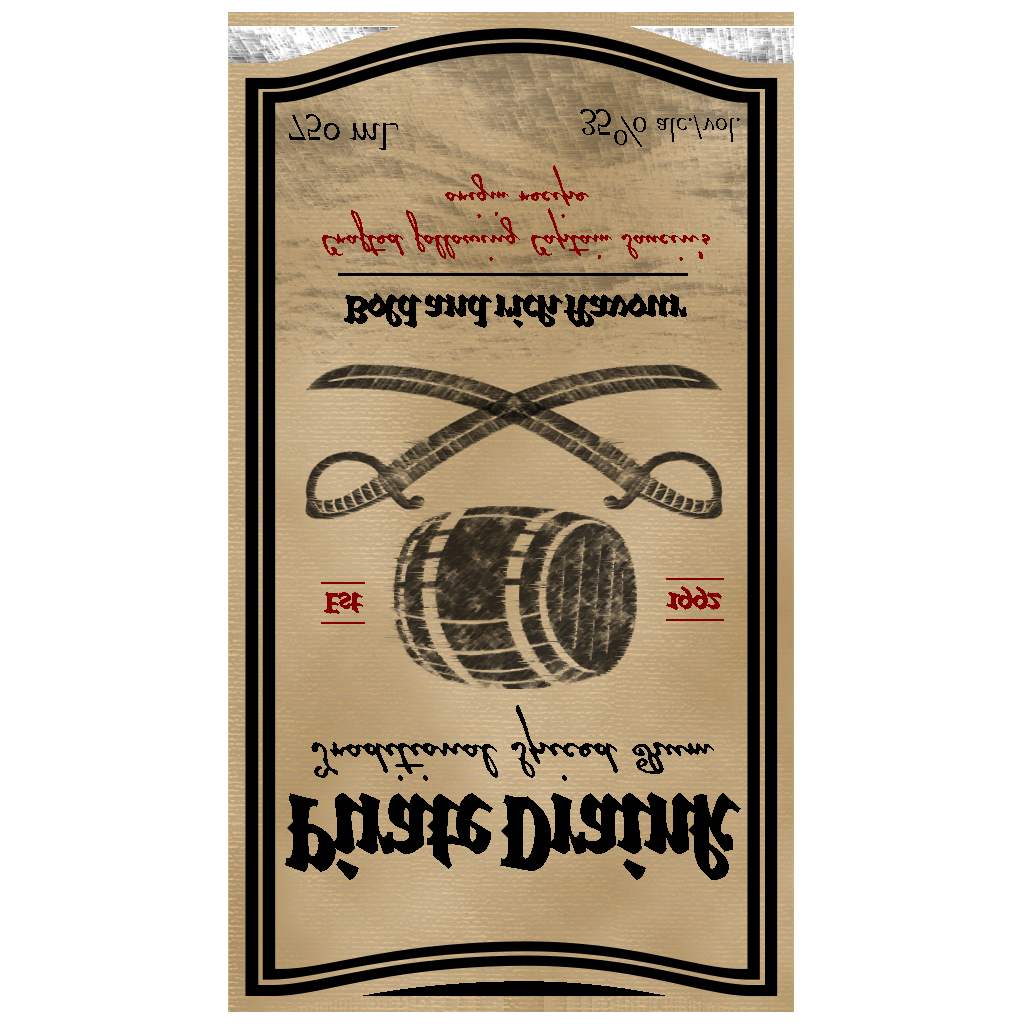 Pirate Draink
Traditional Spiced Rum
Est 1992
Bold and rich flavour
Crafted following Captain
origin recipe
750 mL 35% alc./vol.